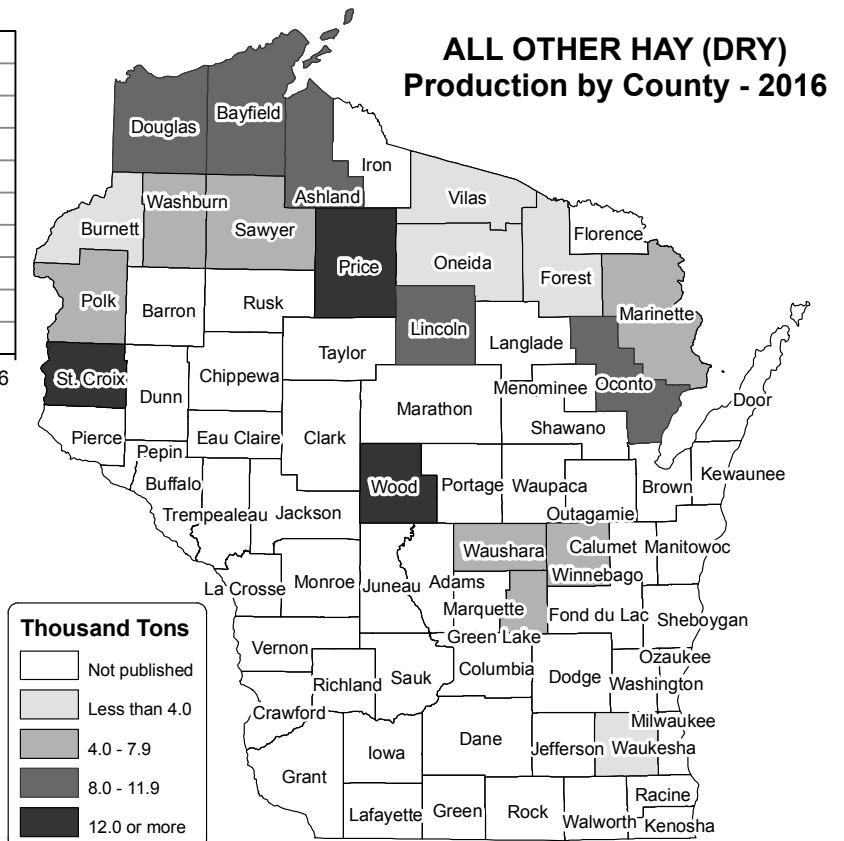 ALL OTHER HAY (DRY)
Production by County - 2016
Douglas
Bayfield
Iron
Ashland
Vilas
Washburn
Burnett
Sawyer
Florence
Price
Oneida
Forest
Polk
Barron
Rusk
Marinette
Lincoln
Langlade
Taylor
6
St. Croix
Chippewa
Menominee
Oconto
Dunn
Door
Marathon
Shawano
Pierce
Eau Claire
Clark
Pepin
Buffalo
Wood
Portage
Waupaca
Brown
Kewaunee
Trempealeau
Jackson
Outagamie
Waushara
Calumet
Manitowoc
Winnebago
La Crosse
Monroe
Juneau
Adams
Marquette
Fond du Lac
Sheboygan
Green Lake
Thousand Tons
Not published
Less than 4.0
4.0 - 7.9
8.0 - 11.9
12.0 or more
Vernon
Richland
Sauk
Columbia
Dodge
Ozaukee
Washington
Crawford
Milwaukee
Iowa
Dane
Jefferson
Waukesha
Grant
Lafayette
Green
Rock
Walworth
Racine
Kenosha